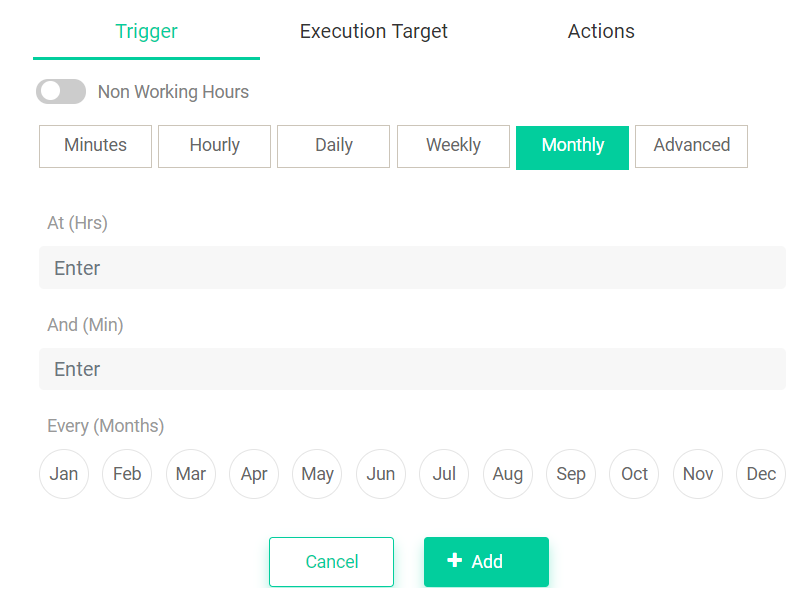 Trigger Execution Target Actions
Non Working Hours
Minutes Hourly Daily Weekly Monthly Advanced
At (Hrs)
Enter
And (Min)
Enter
Every (Months)
Jan Feb Mar Apr May Jun Jul Aug Sep Oct Nov Dec
Cancel + Add